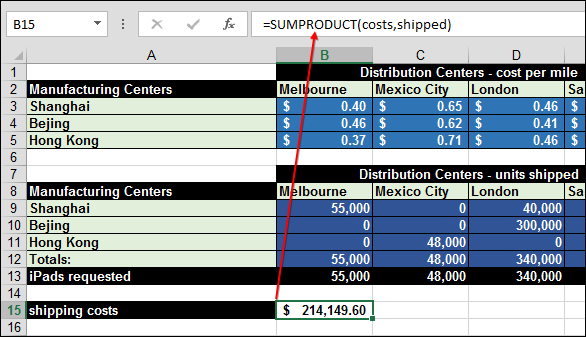 B15 fx =SUMPRODUCT(costs,shipped)
A B C D
1 Distribution Centers - cost per mile
2 Manufacturing Centers Melbourne Mexico City London Sa
3 Shanghai $ 0.40 $ 0.65 $ 0.46 $
4 Bejing $ 0.46 $ 0.62 $ 0.41 $
5 Hong Kong $ 0.37 $ 0.71 $ 0.46 $
6
7 Distribution Centers - units shipped
8 Manufacturing Centers Melbourne Mexico City London Sa
9 Shanghai 55,000 0 40,000
10 Bejing 0 0 300,000
11 Hong Kong 0 48,000 0
12 Totals: 55,000 48,000 340,000
13 iPads requested 55,000 48,000 340,000
14
15 shipping costs $ 214,149.60
16